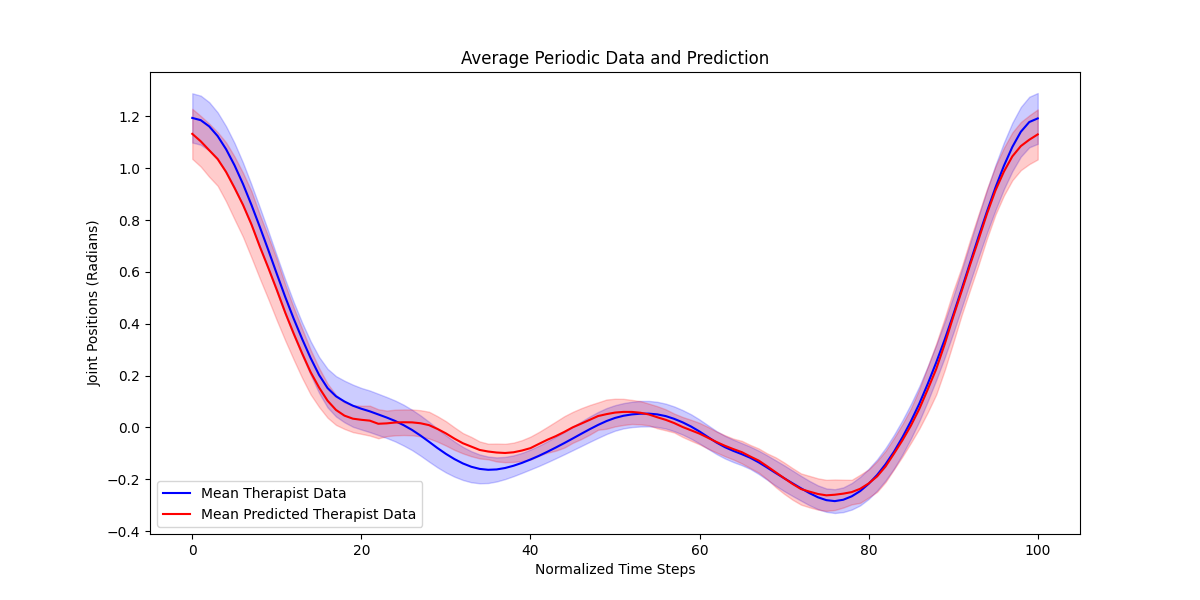 Average Periodic Data and Prediction
Joint Positions (Radians)
1.2
1.0
0.8
0.6
0.4
0.2
0.0
−0.2
−0.4
Mean Therapist Data
Mean Predicted Therapist Data
0 20 40 60 80 100
Normalized Time Steps